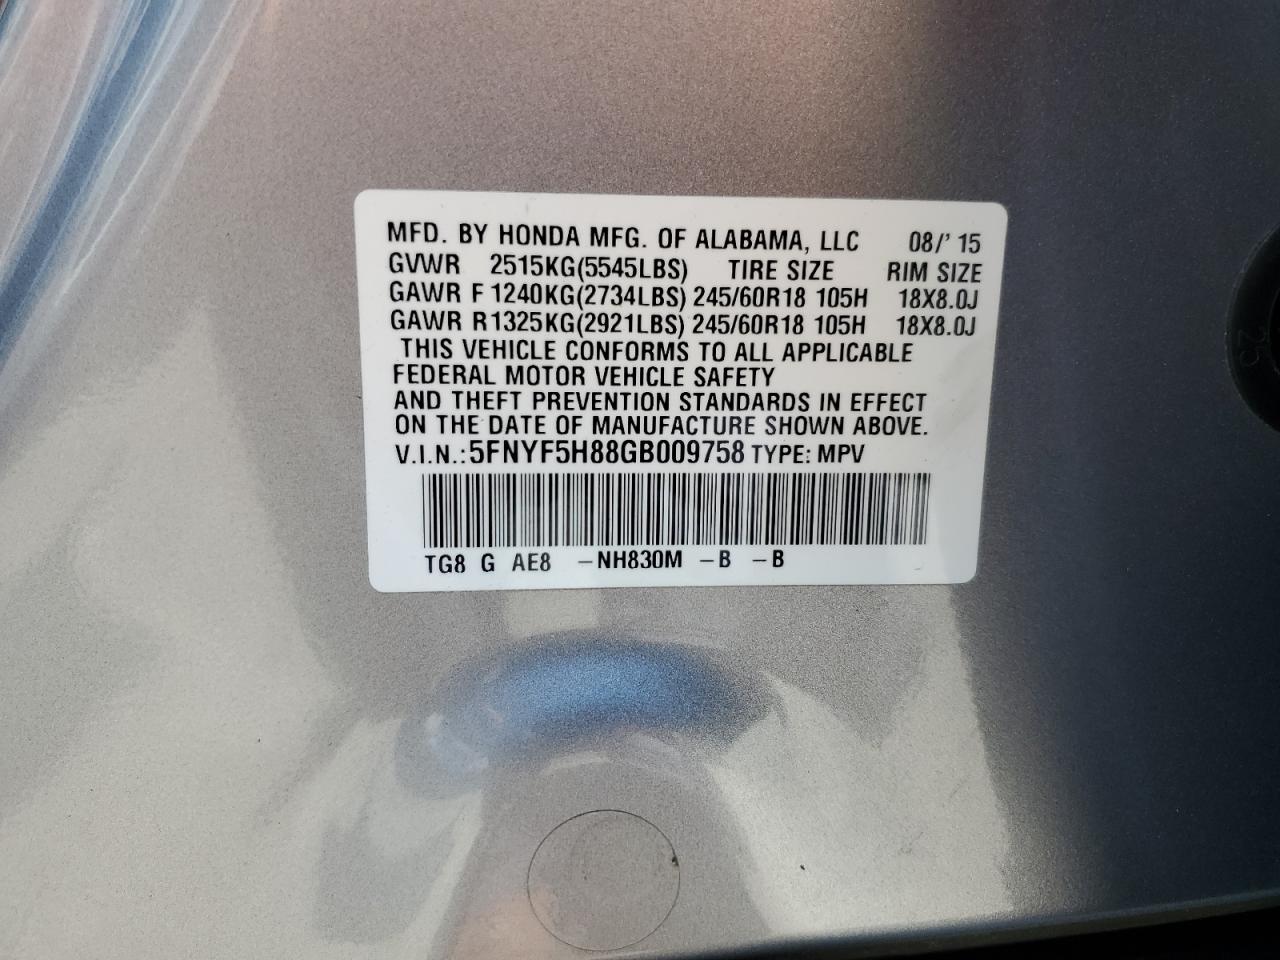 MFD. BY HONDA MFG. OF ALABAMA, LLC 08/' 15
GVWR 2515KG(5545LBS) TIRE SIZE RIM SIZE
GAWR F 1240KG(2734LBS) 245/60R18 105H 18X8.0J
GAWR R1325KG(2921LBS) 245/60R18 105H 18X8.0J
THIS VEHICLE CONFORMS TO ALL APPLICABLE
FEDERAL MOTOR VEHICLE SAFETY
AND THEFT PREVENTION STANDARDS IN EFFECT
ON THE DATE OF MANUFACTURE SHOWN ABOVE.
V.I.N.: 5FNYF5H88GB009758 TYPE: MPV
TG8 G AE8 –NH830M –B –B